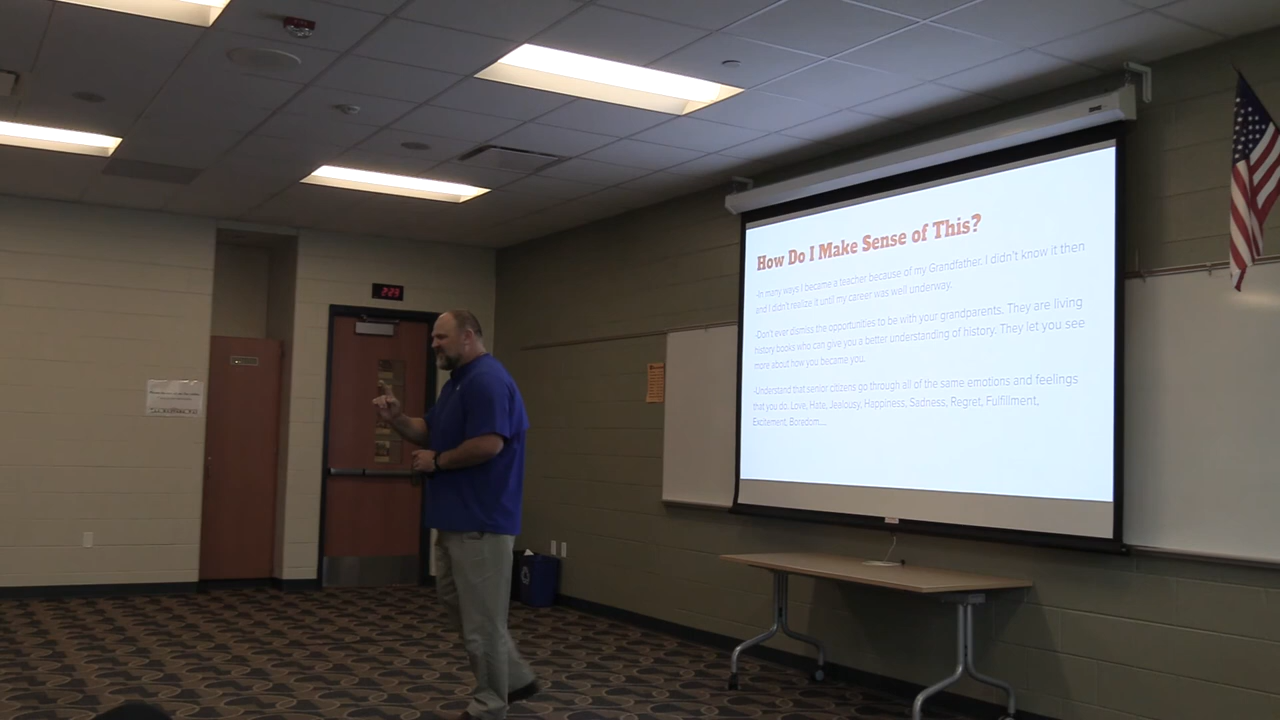 How Do I Make Sense of This?
-In many ways I became a teacher because of my Grandfather. I didn't know it then
and I didn't realize it until my career was well underway.
-Don't ever dismiss the opportunities to be with your grandparents. They are living
history books who can give you a better understanding of history. They let you see
more about how you became you.
-Understand that senior citizens go through all of the same emotions and feelings
that you do. Love, Hate, Jealousy, Happiness, Sadness, Regret, Fulfillment,
Excitement, Boredom....
2:29